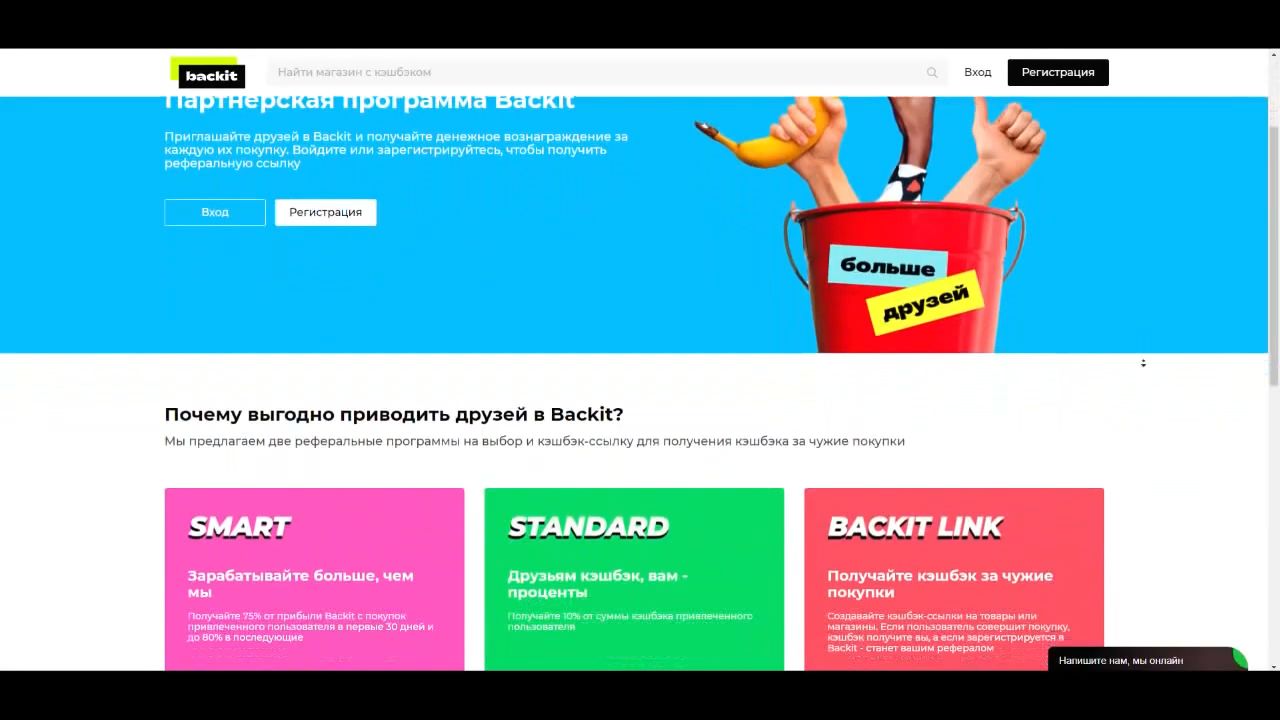 backit
Найти магазин с кэшбэком
Вход
Регистрация
Партнерская программа Backit
Приглашайте друзей в Backit и получайте денежное вознаграждение за
каждую их покупку. Войдите или зарегистрируйтесь, чтобы получить
реферальную ссылку
Вход
Регистрация
больше
друзей
Почему выгодно приводить друзей в Backit?
Мы предлагаем две реферальные программы на выбор и кэшбэк-ссылку для получения кэшбэка за чужие покупки
SMART
Зарабатывайте больше, чем
мы
Получайте 75% от прибыли Backit с покупок
привлеченного пользователя в первые 30 дней и
до 80% в последующие
STANDARD
Друзьям кэшбэк, вам -
проценты
Получайте 10% от суммы кэшбэка привлеченного
пользователя
BACKIT LINK
Получайте кэшбэк за чужие
покупки
Создавайте кэшбэк-ссылки на товары или
магазины. Если пользователь совершит покупку,
кэшбэк получите вы, а если зарегистрируется в
Backit - станет вашим рефералом
Напишите нам, мы онлайн